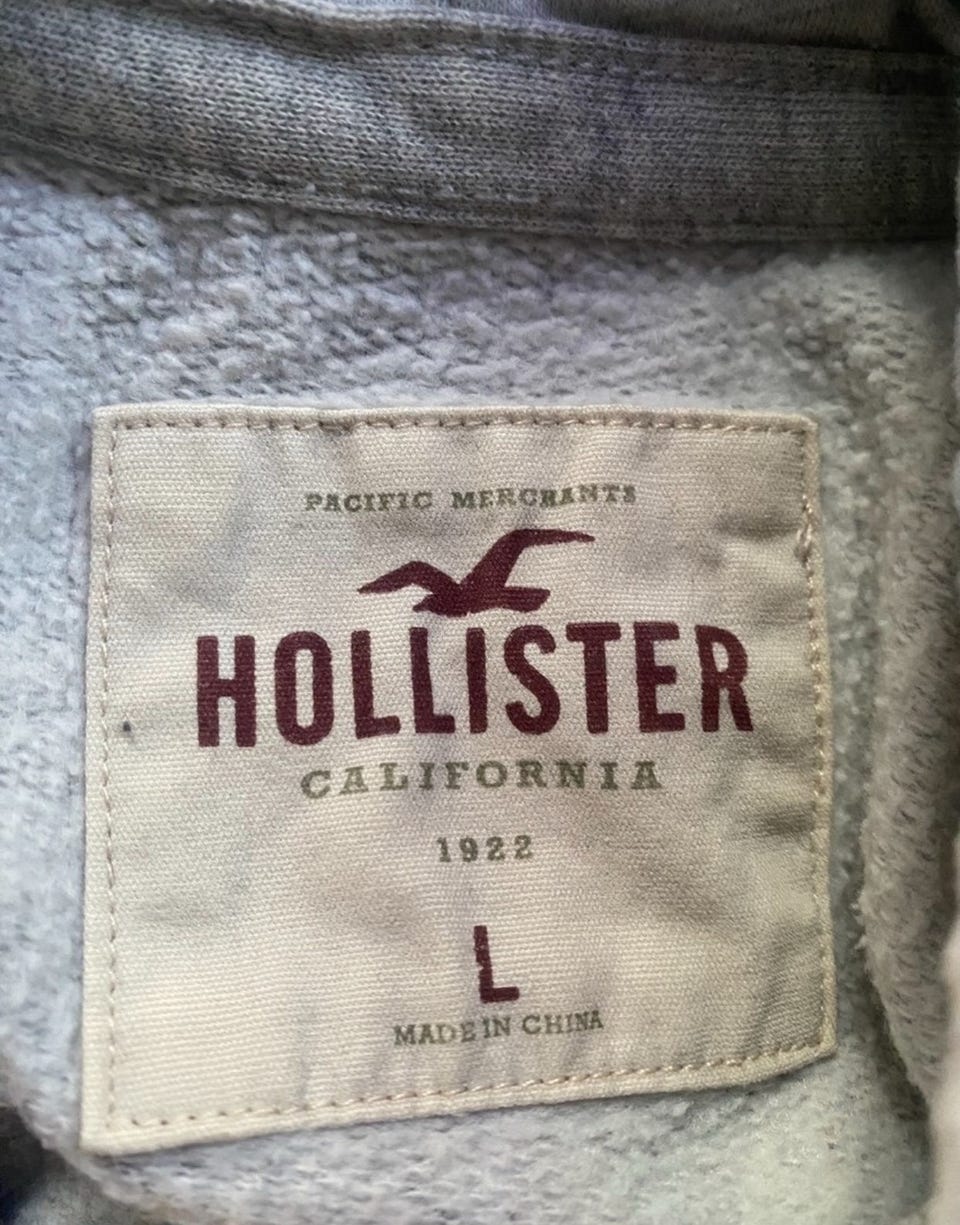 PACIFIC MERCHANTS
HOLLISTER
CALIFORNIA
1922
L
MADE IN CHINA